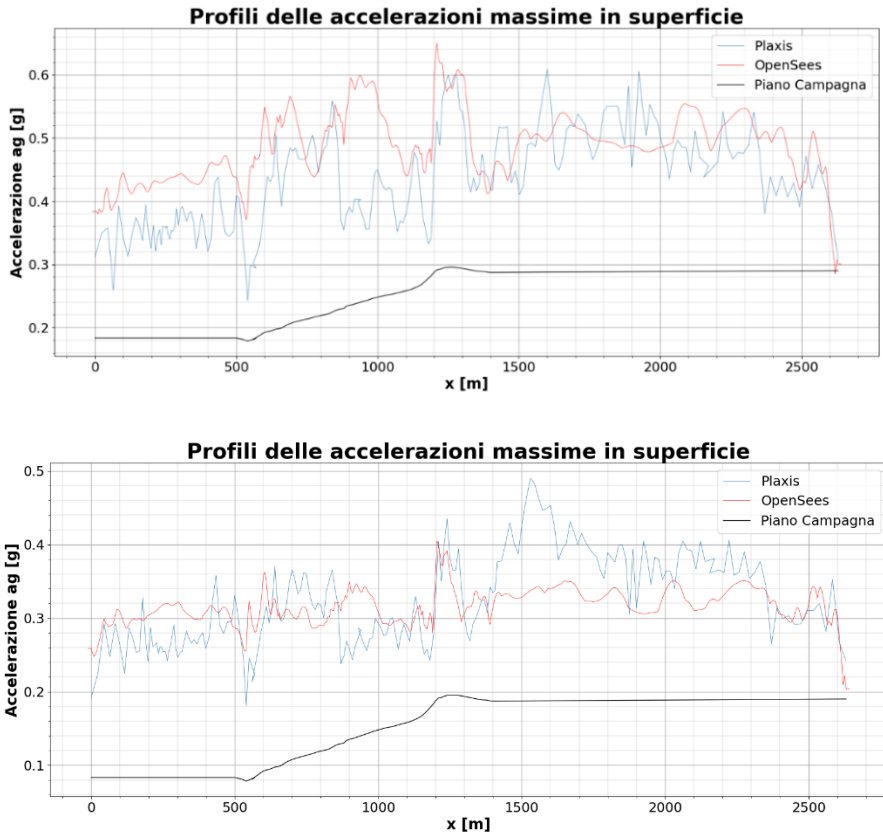 Profili delle accelerazioni massime in superficie
Plaxis
OpenSees
Piano Campagna
0.6
0.5
0.4
0.3
0.2
Accelerazione ag [g]
0
500
1000
1500
2000
2500
x [m]
Profili delle accelerazioni massime in superficie
Plaxis
OpenSees
Piano Campagna
0.5
0.4
0.3
0.2
0.1
Accelerazione ag [g]
0
500
1000
1500
2000
2500
x [m]